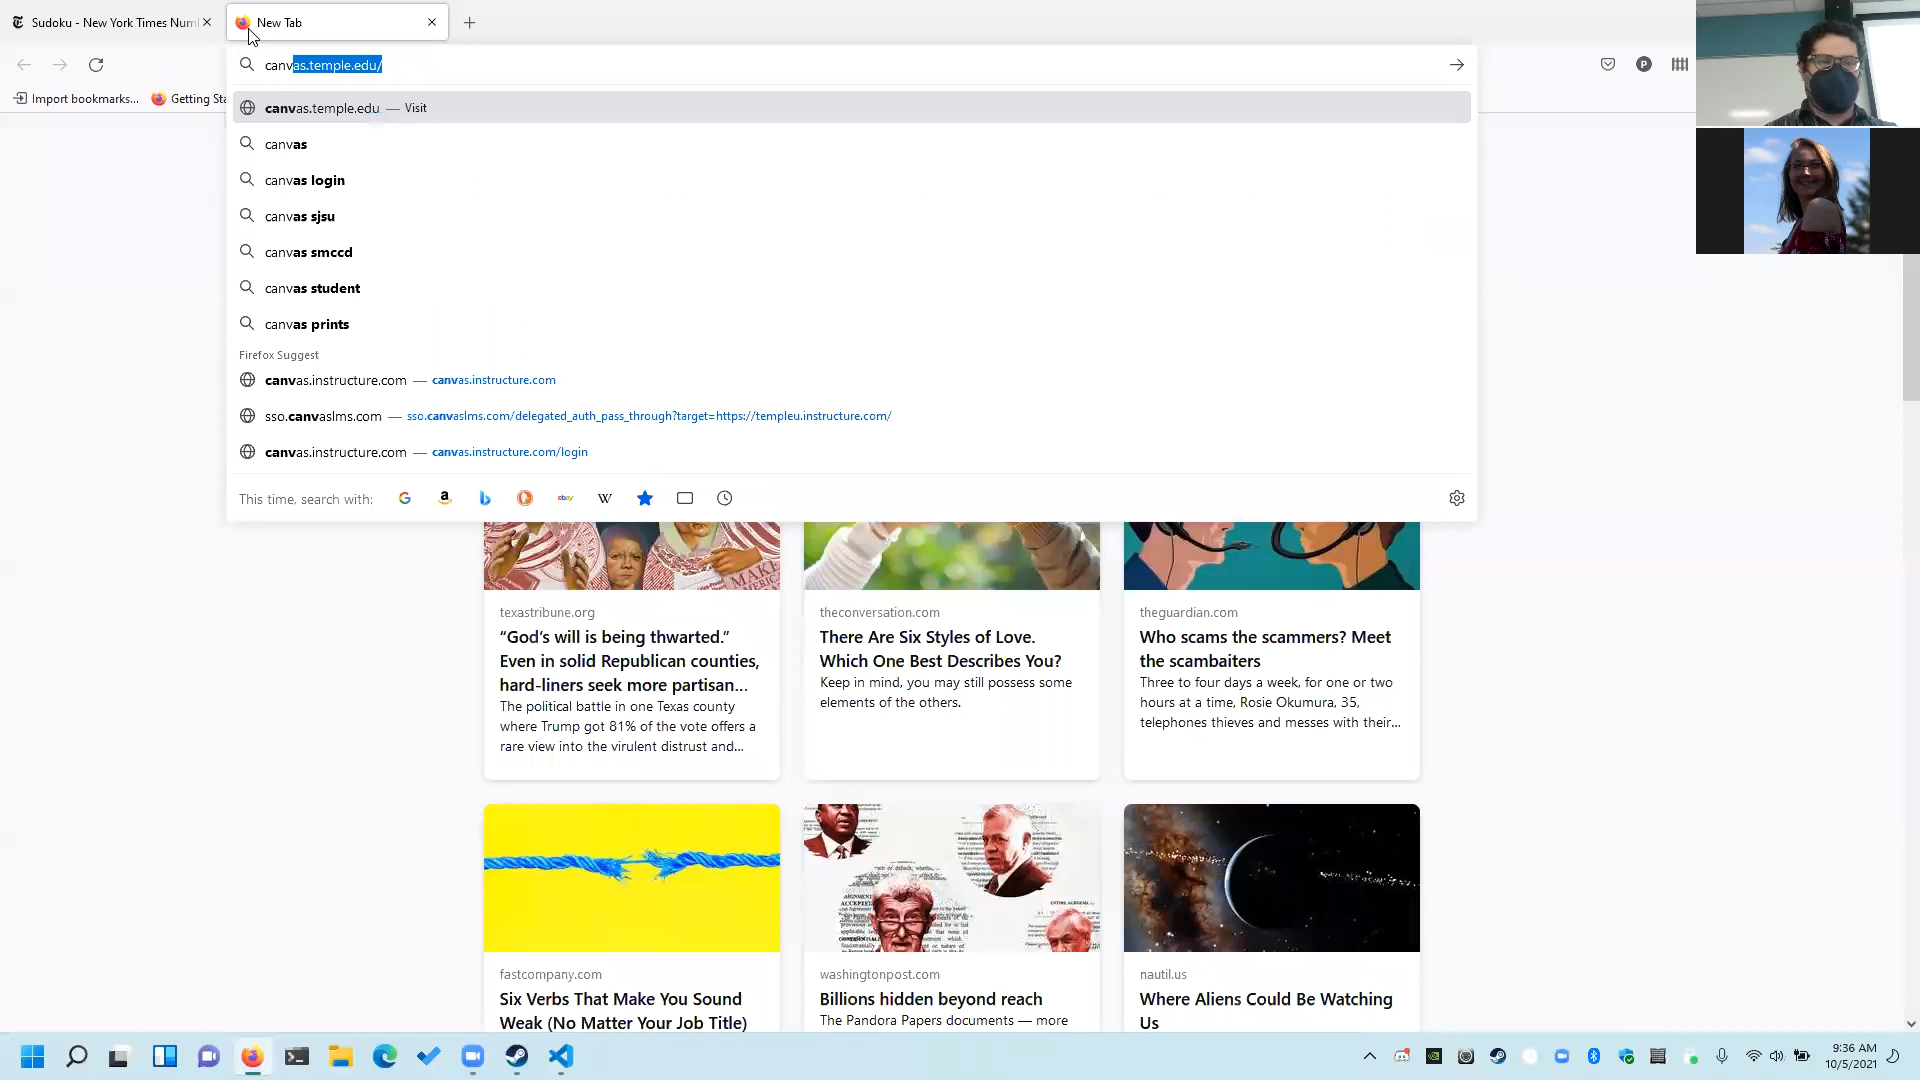 Sudoku - New York Times Num
New Tab
canvas.temple.edu/
Import bookmarks...
Getting Sta
canvas.temple.edu — Visit
canvas
canvas login
canvas sjsu
canvas smccd
canvas student
canvas prints
Firefox Suggest
canvas.instructure.com — canvas.instructure.com
sso.canvaslms.com — sso.canvaslms.com/delegated_auth_pass_through?target=https://templeu.instructure.com/
canvas.instructure.com — canvas.instructure.com/login
This time, search with:
MAKE
texastribune.org
“God’s will is being thwarted.”
Even in solid Republican counties,
hard-liners seek more partisan...
The political battle in one Texas county
where Trump got 81% of the vote offers a
rare view into the virulent distrust and...
theconversation.com
There Are Six Styles of Love.
Which One Best Describes You?
Keep in mind, you may still possess some
elements of the others.
theguardian.com
Who scams the scammers? Meet
the scambaiters
Three to four days a week, for one or two
hours at a time, Rosie Okumura, 35,
telephones thieves and messes with their...
fastcompany.com
Six Verbs That Make You Sound
Weak (No Matter Your Job Title)
washingtonpost.com
Billions hidden beyond reach
The Pandora Papers documents — more
nautil.us
Where Aliens Could Be Watching
Us
9:36 AM
10/5/2021